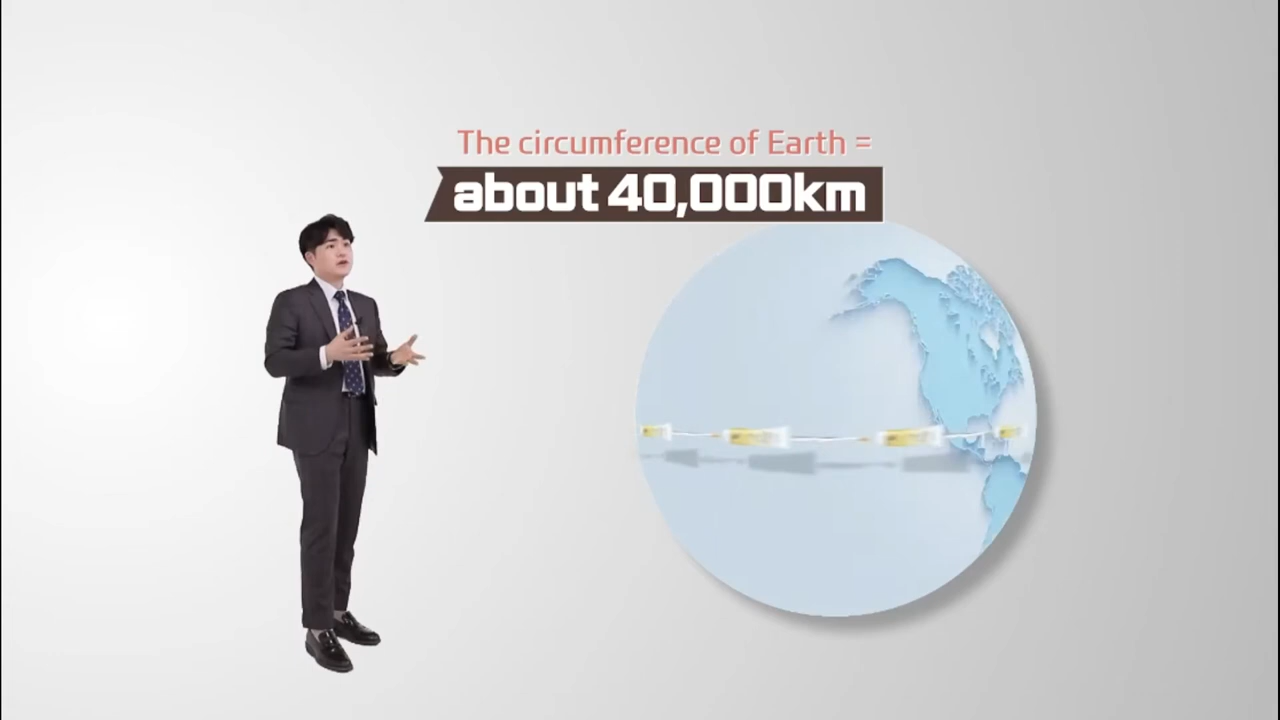 The circumference of Earth =
about 40,000km